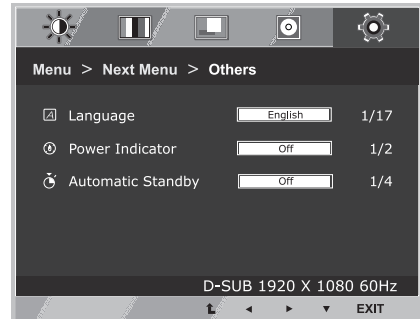 Menu > Next Menu > Others
Language English 1/17
Power Indicator Off 1/2
Automatic Standby Off 1/4
D-SUB 1920 X 1080 60Hz
EXIT